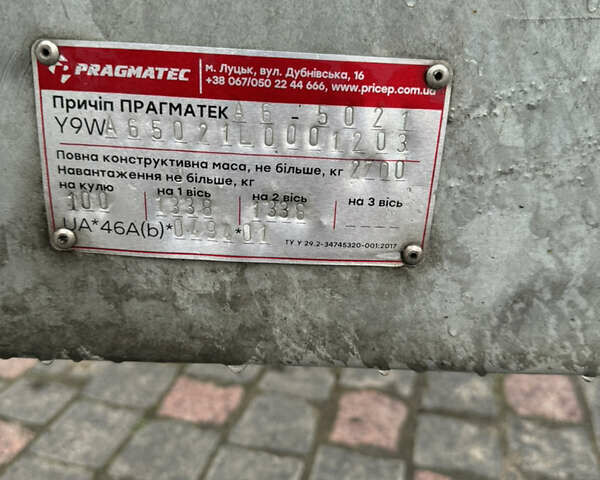 PRAGMATEC
м. Луцьк, вул. Дубнівська, 16
+38 067/050 22 44 666, www.pricep.com.ua
Причіп ПРАГМАТЕК А6-5021
Y9WA65021L0001203
Повна конструктивна маса, не більше, кг 2200
Навантаження не більше, кг
на кулю на 1 вісь на 2 вісь на 3 вісь
100 1338 1338 ---
UA*46A(b)*0494*01
ТУ У 29.2-34745320-001:2017